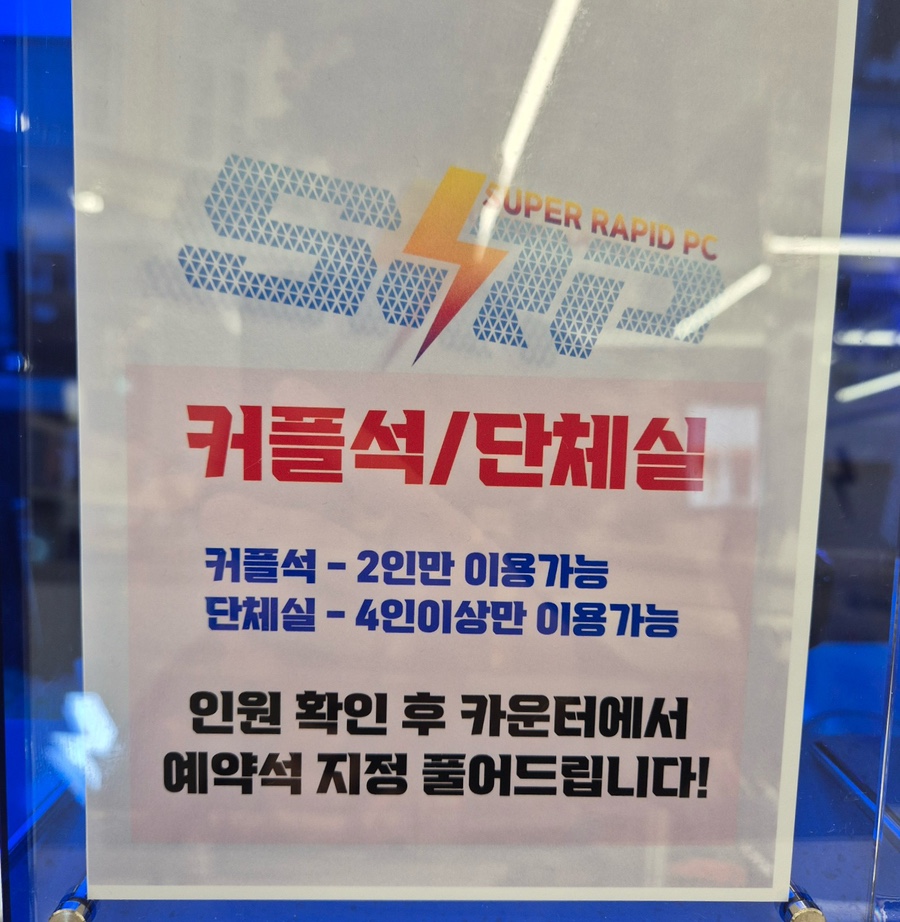 SRP
SUPER RAPID PC
커플석/단체실
커플석 - 2인만 이용가능
단체실 - 4인이상만 이용가능
인원 확인 후 카운터에서
예약석 지정 풀어드립니다!